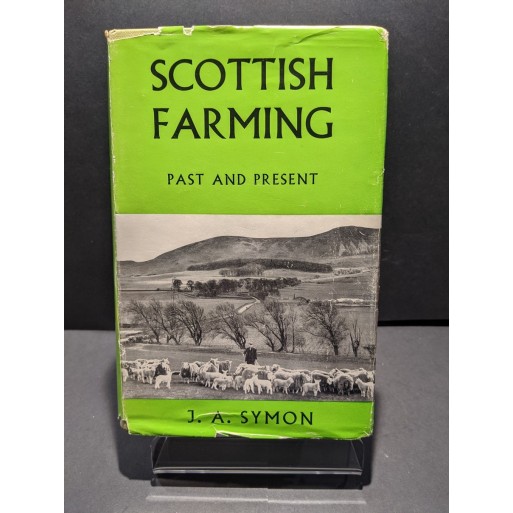 SCOTTISH
FARMING
PAST AND PRESENT
J. A. SYMON